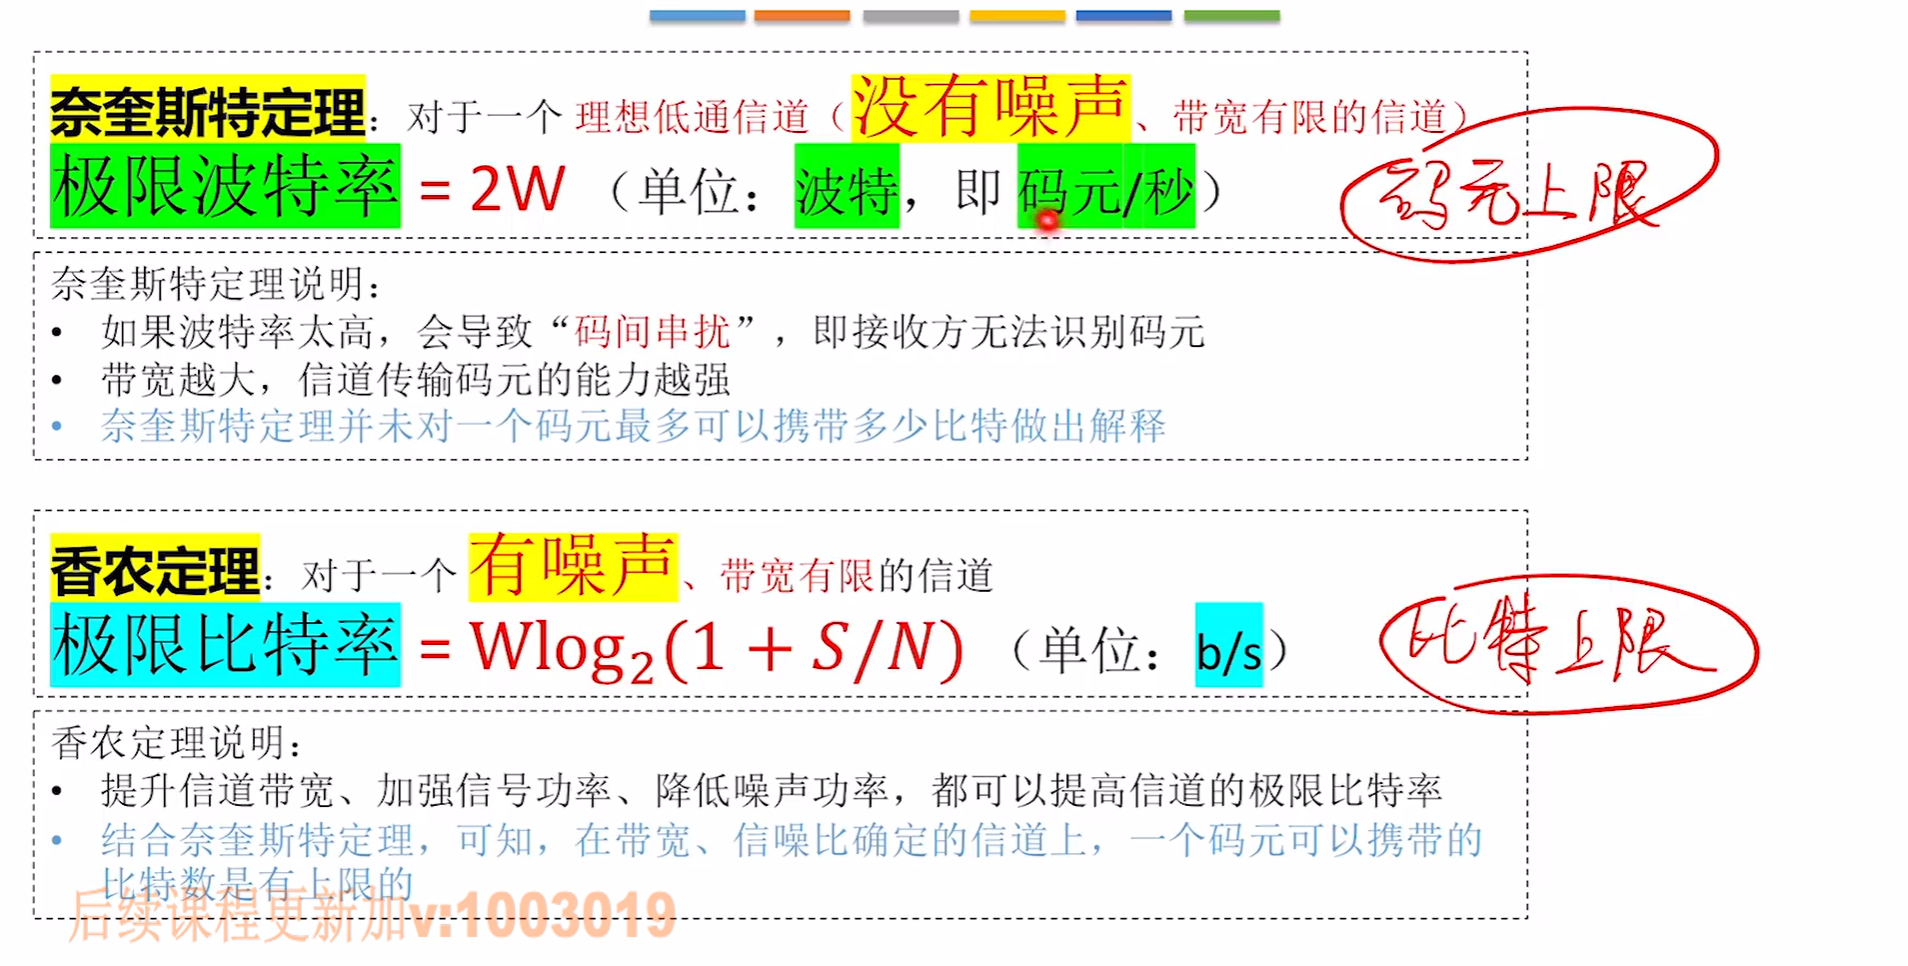 奈奎斯特定理：对于一个 理想低通信道（没有噪声、带宽有限的信道）
极限波特率 = 2W （单位：波特，即 码元/秒）
码元上限
奈奎斯特定理说明：
• 如果波特率太高，会导致“码间串扰”，即接收方无法识别码元
• 带宽越大，信道传输码元的能力越强
• 奈奎斯特定理并未对一个码元最多可以携带多少比特做出解释
香农定理：对于一个 有噪声、带宽有限的信道
极限比特率 = Wlog₂(1 + S/N) （单位：b/s）
比特上限
香农定理说明：
• 提升信道带宽、加强信号功率、降低噪声功率，都可以提高信道的极限比特率
• 结合奈奎斯特定理，可知，在带宽、信噪比确定的信道上，一个码元可以携带的
比特数是有上限的
后续课程更新加v:1003019